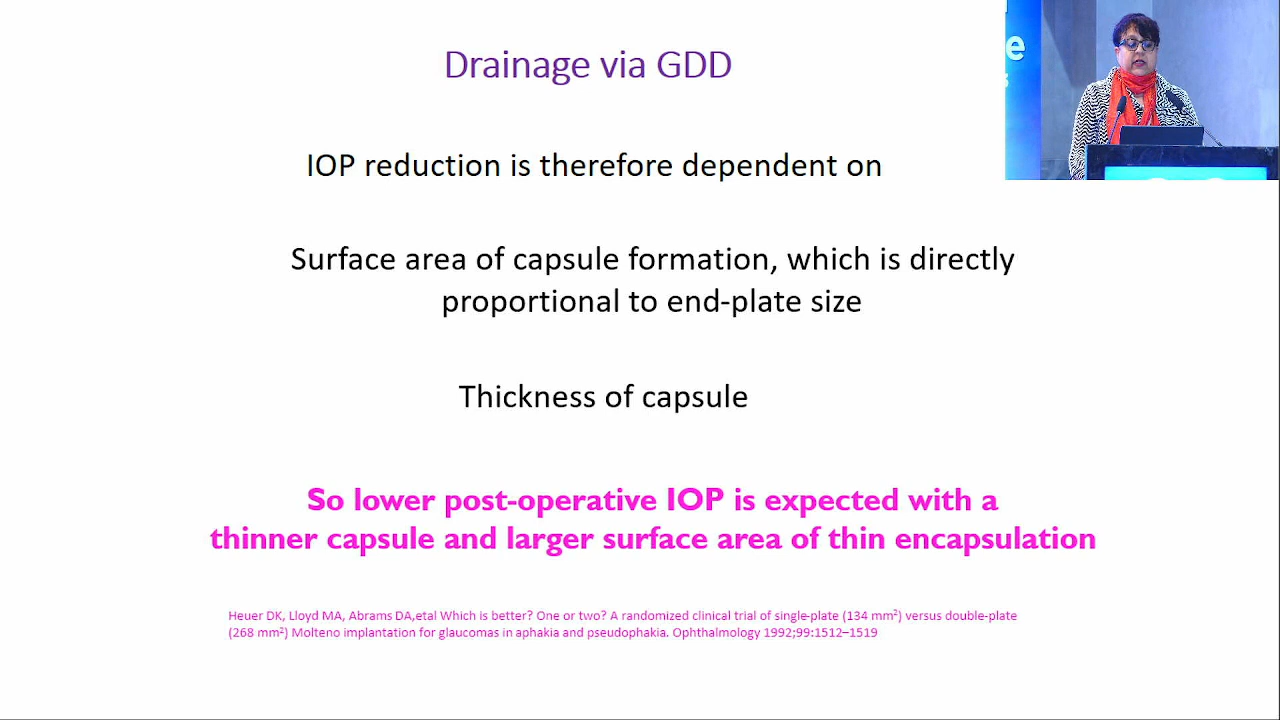 Drainage via GDD
IOP reduction is therefore dependent on
Surface area of capsule formation, which is directly
proportional to end-plate size
Thickness of capsule
So lower post-operative IOP is expected with a
thinner capsule and larger surface area of thin encapsulation
Heuer DK, Lloyd MA, Abrams DA,etal Which is better? One or two? A randomized clinical trial of single-plate (134 mm²) versus double-plate
(268 mm²) Molteno implantation for glaucomas in aphakia and pseudophakia. Ophthalmology 1992;99:1512–1519